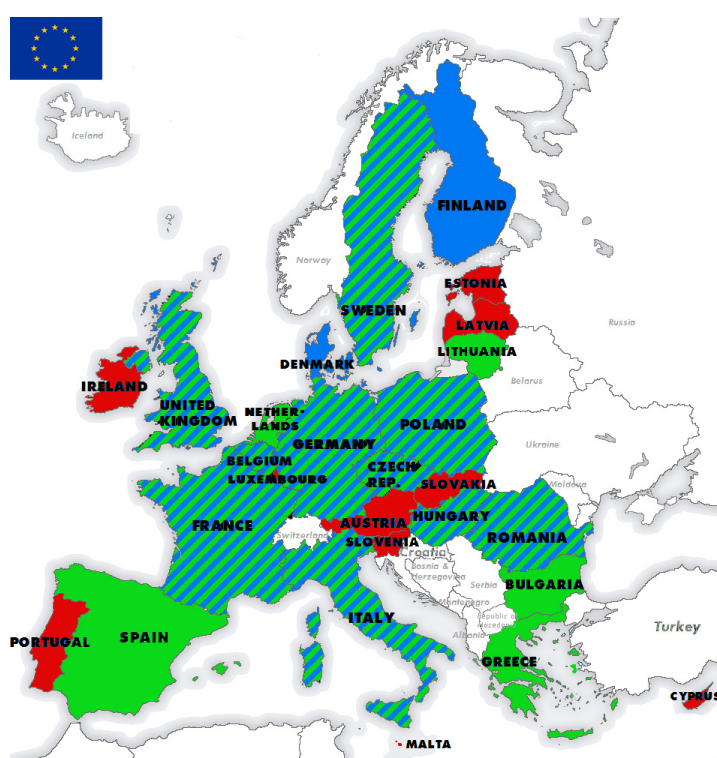 Iceland
FINLAND
Norway
ESTONIA
SWEDEN
LATVIA
Russia
LITHUANIA
DENMARK
IRELAND
Belarus
UNITED
KINGDOM
NETHER-
LANDS
POLAND
GERMANY
Ukraine
BELGIUM
CZECH
REP.
LUXEMBOURG
SLOVAKIA
Moldova
FRANCE
AUSTRIA
HUNGARY
Switzerland
ROMANIA
SLOVENIA
Croatia
Bosnia &
Herzegovina
Serbia
BULGARIA
Montenegro
Republic of
Macedonia
ITALY
Turkey
Albania
SPAIN
PORTUGAL
GREECE
CYPRUS
MALTA